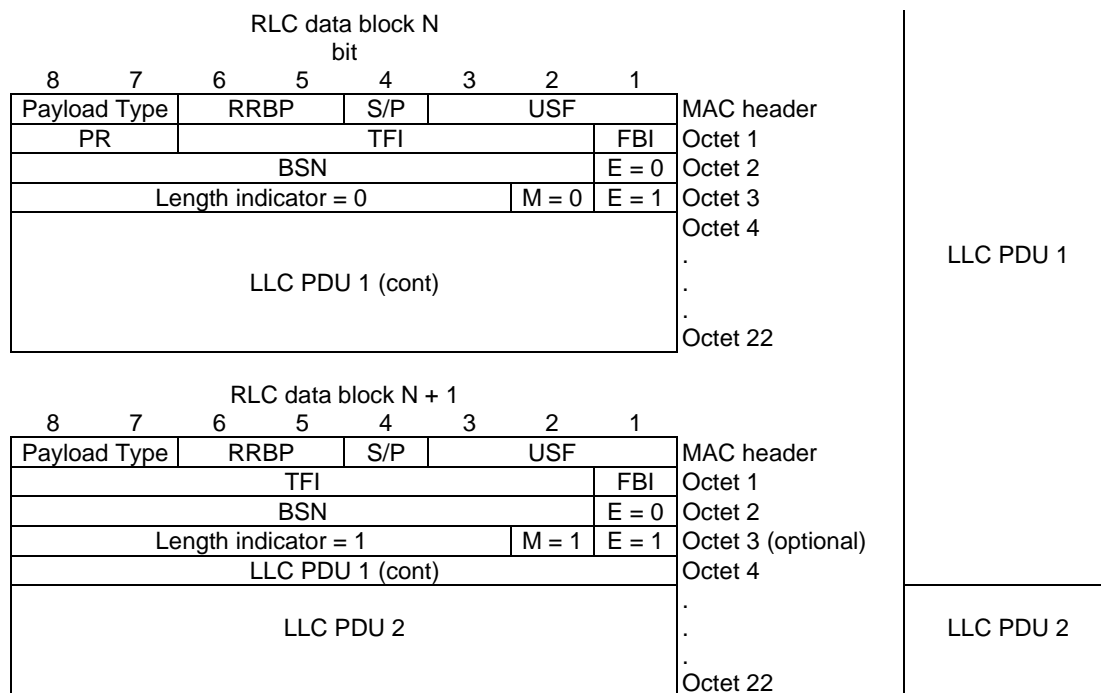 RLC data block N
bit
8 7 6 5 4 3 2 1
Payload Type RRBP S/P USF MAC header
PR TFI FBI Octet 1
BSN E = 0 Octet 2
Length indicator = 0 M = 0 E = 1 Octet 3
Octet 4
.
LLC PDU 1 (cont) . LLC PDU 1
.
Octet 22
RLC data block N + 1
8 7 6 5 4 3 2 1
Payload Type RRBP S/P USF MAC header
TFI FBI Octet 1
BSN E = 0 Octet 2
Length indicator = 1 M = 1 E = 1 Octet 3 (optional)
LLC PDU 1 (cont) Octet 4
.
LLC PDU 2 . LLC PDU 2
.
Octet 22